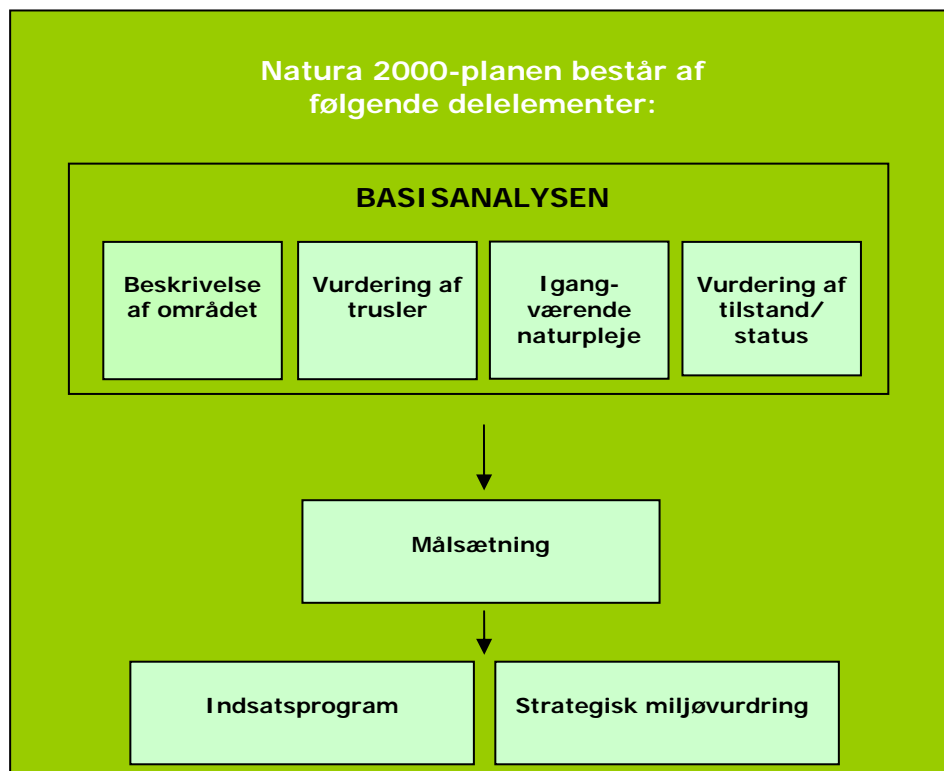 Natura 2000-planen består af
følgende delelementer:
BASISANALYSEN
Beskrivelse
af området
Vurdering af
trusler
Igang-
værende
naturpleje
Vurdering af
tilstand/
status
Målsætning
Indsatsprogram
Strategisk miljøvurdring